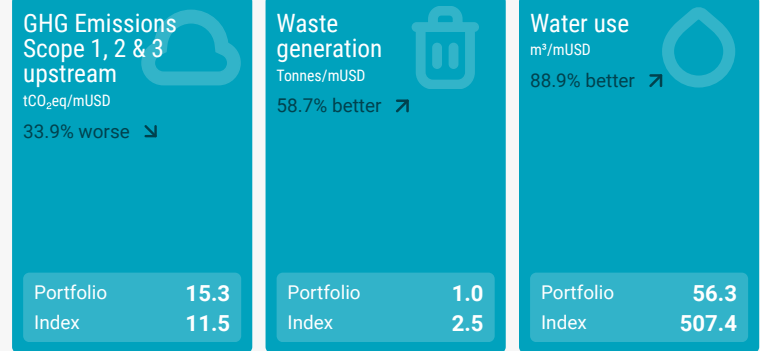 GHG Emissions
Scope 1, 2 & 3
upstream
tCO₂eq/mUSD
33.9% worse
Portfolio 15.3
Index 11.5
Waste
generation
Tonnes/mUSD
58.7% better
Portfolio 1.0
Index 2.5
Water use
m³/mUSD
88.9% better
Portfolio 56.3
Index 507.4